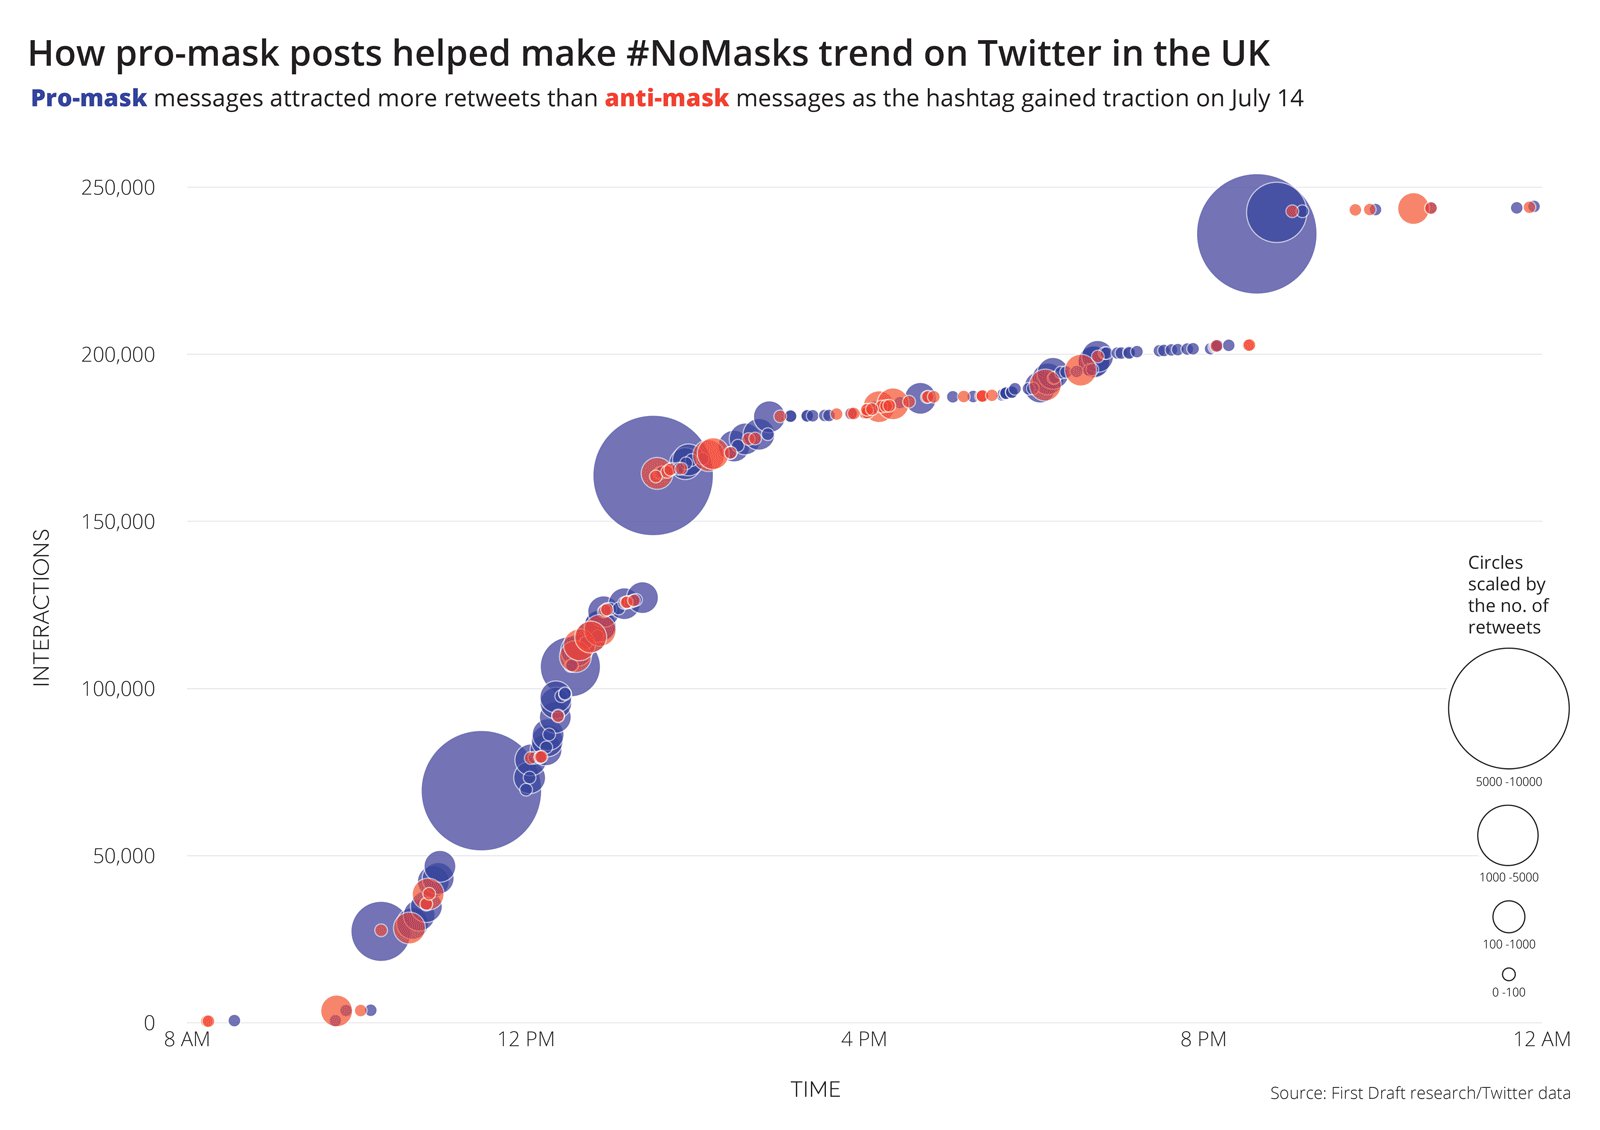 How pro-mask posts helped make #NoMasks trend on Twitter in the UK
Pro-mask messages attracted more retweets than anti-mask messages as the hashtag gained traction on July 14
250,000
200,000
150,000
100,000
50,000
0
INTERACTIONS
8 AM
12 PM
4 PM
8 PM
12 AM
TIME
Circles
scaled by
the no. of
retweets
5000 -10000
1000 -5000
100 -1000
0 -100
Source: First Draft research/Twitter data